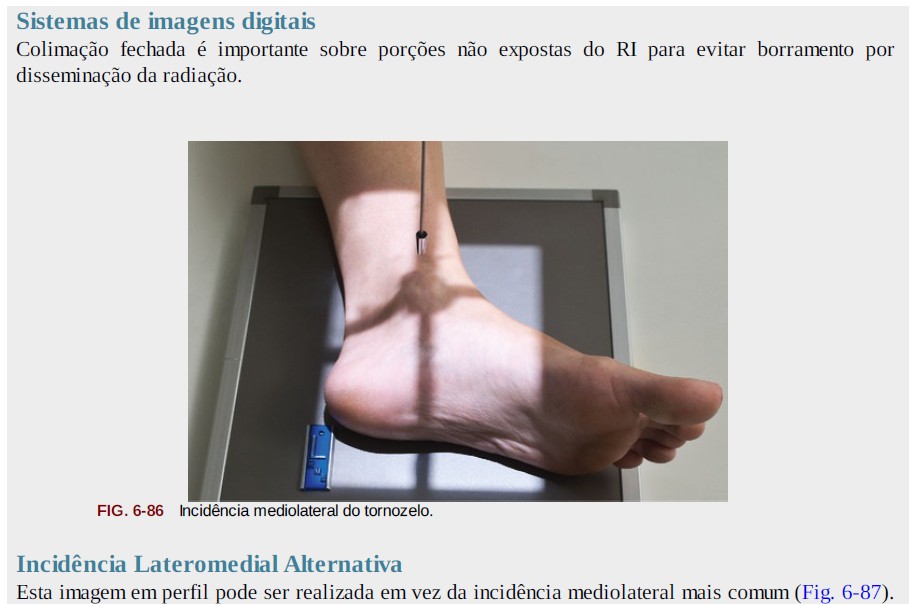 Sistemas de imagens digitais
Colimação fechada é importante sobre porções não expostas do RI para evitar borramento por
disseminação da radiação.
FIG. 6-86 Incidência mediolateral do tornozelo.
Incidência Lateromedial Alternativa
Esta imagem em perfil pode ser realizada em vez da incidência mediolateral mais comum (Fig. 6-87).